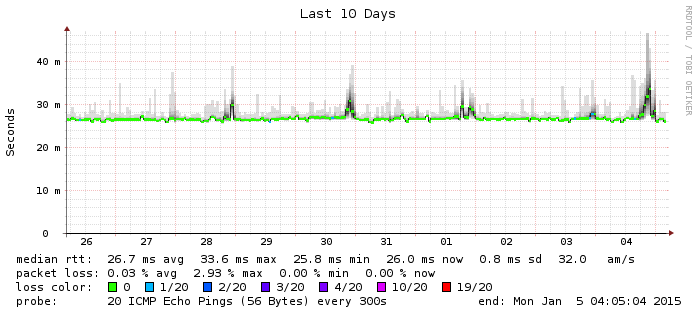 Last 10 Days
RRDTOOL / TOBI OETIKER
Seconds
40 m
30 m
20 m
10 m
0
26 27 28 29 30 31 01 02 03 04
median rtt: 26.7 ms avg 33.6 ms max 25.8 ms min 26.0 ms now 0.8 ms sd 32.0 am/s
packet loss: 0.03 % avg 2.93 % max 0.00 % min 0.00 % now
loss color: 0 1/20 2/20 3/20 4/20 10/20 19/20
probe: 20 ICMP Echo Pings (56 Bytes) every 300s end: Mon Jan 5 04:05:04 2015